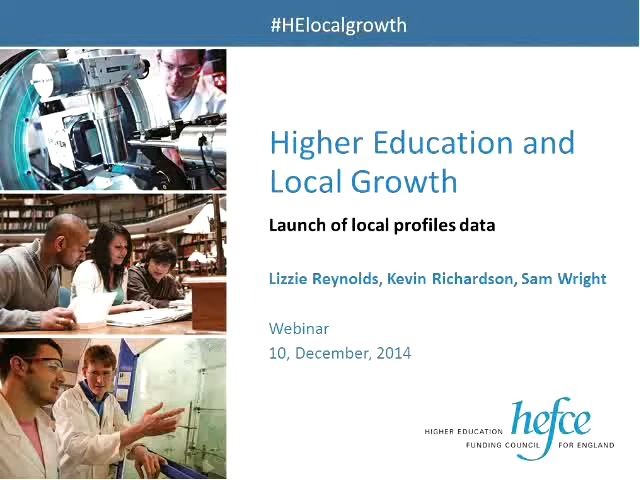 #HElocalgrowth
Higher Education and
Local Growth
Launch of local profiles data
Lizzie Reynolds, Kevin Richardson, Sam Wright
Webinar
10, December, 2014
HIGHER EDUCATION hefce
FUNDING COUNCIL FOR ENGLAND